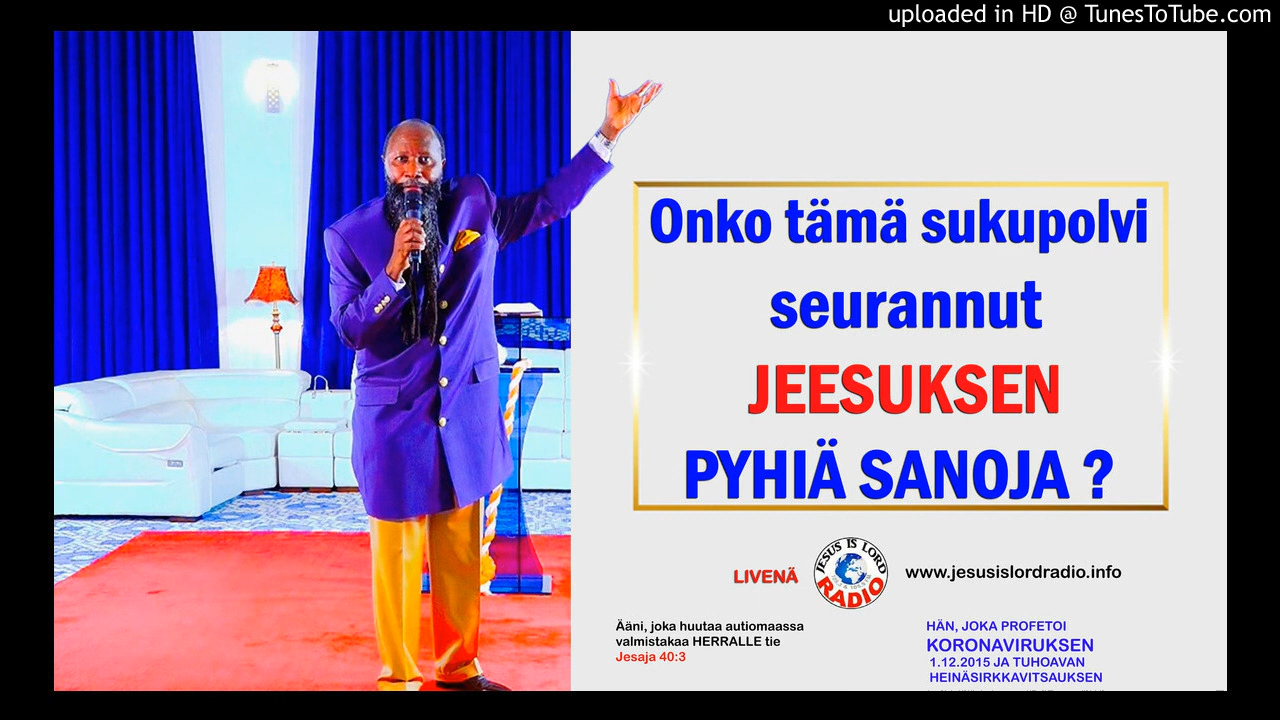 uploaded in HD @ TunesToTube.com
Onko tämä sukupolvi
seurannut
JEESUKSEN
PYHIÄ SANOJA ?
LIVENÄ
JESUS IS LORD
RADIO
www.jesusislordradio.info
Ääni, joka huutaa autiomaassa
valmistakaa HERRALLE tie
Jesaja 40:3
HÄN, JOKA PROFETOI
KORONAVIRUKSEN
1.12.2015 JA TUHOAVAN
HEINÄSIRKKAVITSAUKSEN